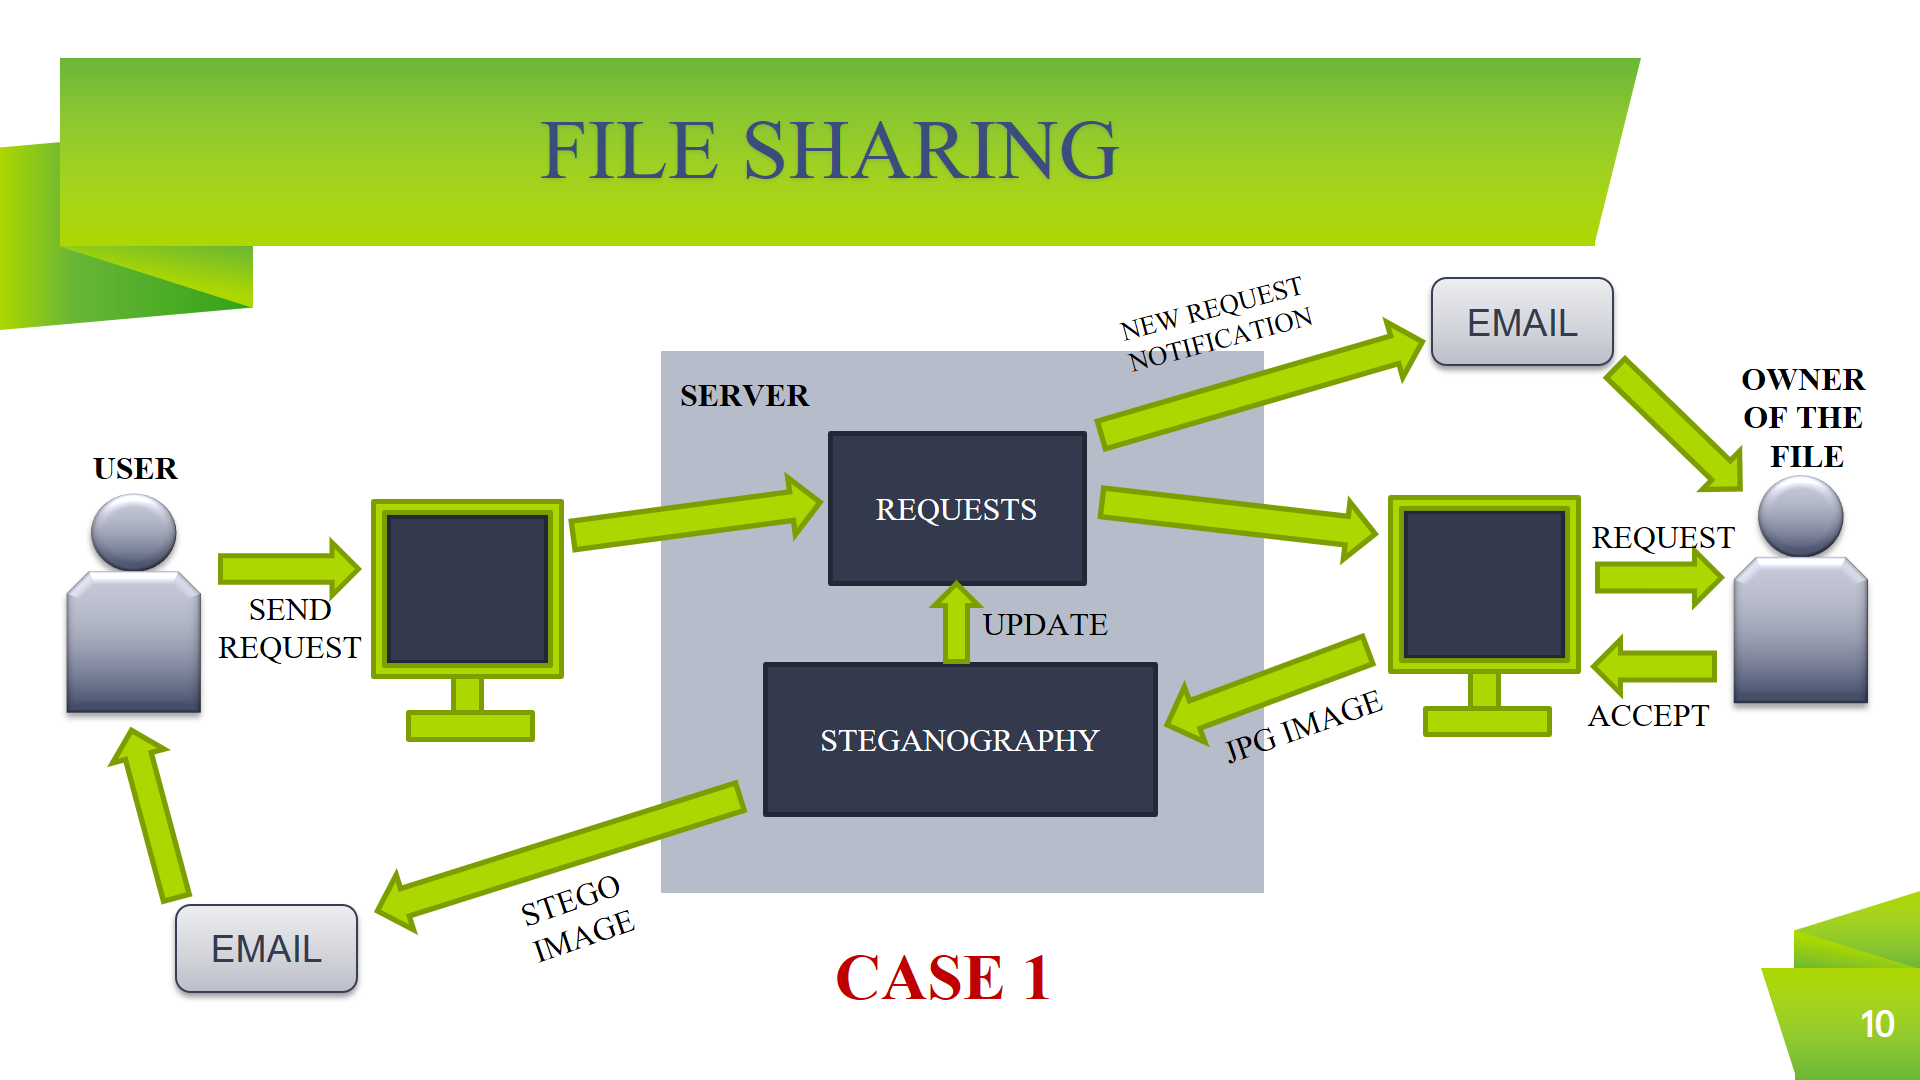 FILE SHARING
NEW REQUEST
NOTIFICATION
EMAIL
SERVER
OWNER
OF THE
FILE
USER
REQUESTS
REQUEST
SEND
REQUEST
UPDATE
JPG IMAGE
ACCEPT
STEGANOGRAPHY
STEGO
IMAGE
EMAIL
CASE 1
10